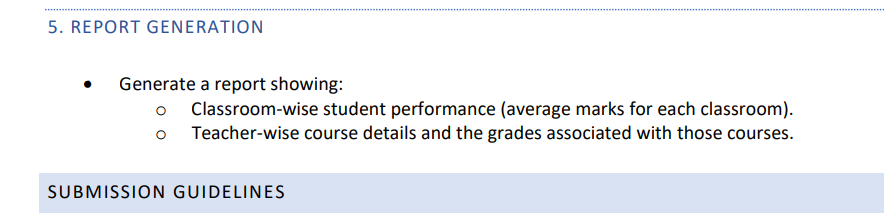 5. REPORT GENERATION
• Generate a report showing:
o Classroom-wise student performance (average marks for each classroom).
o Teacher-wise course details and the grades associated with those courses.
SUBMISSION GUIDELINES